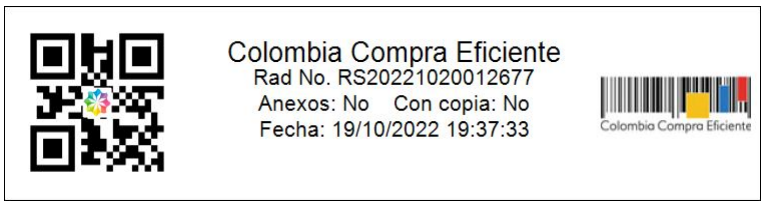 Colombia Compra Eficiente
Rad No. RS20221020012677
Anexos: No Con copia: No
Fecha: 19/10/2022 19:37:33
Colombia Compra Eficiente